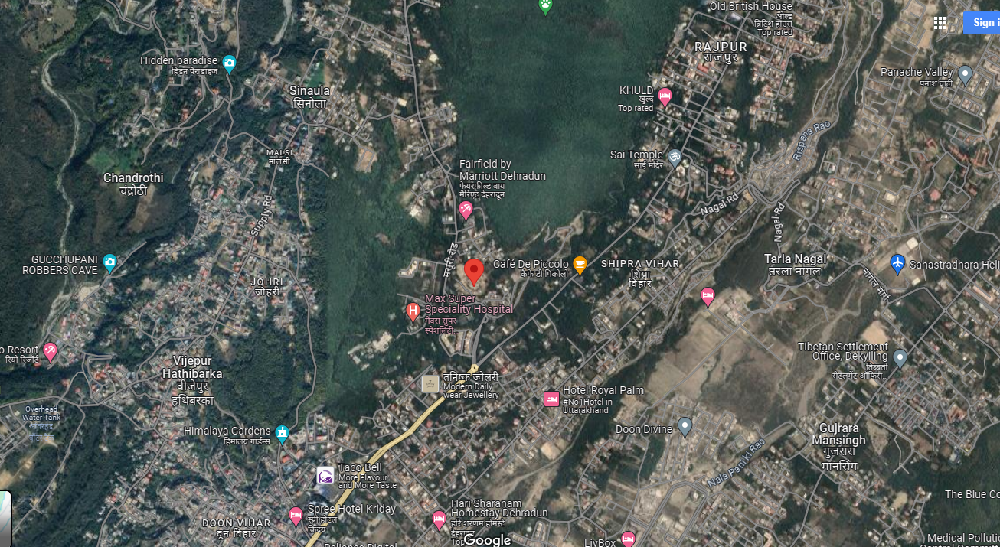 Old British House
ओल्ड
ब्रिटिश हाउस
Top rated
Sign i
RAJPUR
राजपुर
Hidden paradise
हिडन पैराडाइज
Panache Valley
पनाश घाटी
Sinaula
सिनौला
KHULD
खुल्द
Top rated
Rispana Rao
MALSI
मालसी
Sai Temple
साईं मंदिर
Chandrothi
चंद्रोठी
Fairfield by
Marriott Dehradun
फेयरफील्ड बाय
मैरिएट देहरादून
Supply Rd
Nagal Rd
Nagal Rd
मसूरी रोड
GUCCHUPANI
ROBBERS CAVE
Café De Piccolo
कैफे डी पिकोलो
SHIPRA VIHAR
शिप्रा
विहार
Tarla Nagal
तरला नागल
Sahastradhara Heli
नागल मार्ग
JOHRI
जोहरी
Max Super
Speciality Hospital
मैक्स सुपर
स्पेशलिटी...
o Resort
रियो रिजॉर्ट
Tibetan Settlement
Office, Dekyiling
तिब्बती
सेटलमेंट ऑफिस...
Vijepur
Hathibarka
वीजेपुर
हथिबरका
तनिष्क ज्वैलरी
Modern Daily
wear Jewellery
Hotel Royal Palm
#No1Hotel in
Uttarakhand
Overhead
Water Tank
ओवरहेड
वॉटर
Himalaya Gardens
हिमालय गार्डन्स
Doon Divine
Gujrara
Mansingh
गुजरारा
मानसिंग
Nala Pani ki Rao
Taco Bell
More Flavour
and More Taste
The Blue Co
Spree Hotel Kriday
स्प्री होटल
क्रिदय
Hari Sharanam
Homestay Dehradun
हरि शरणम होमस्टे
देहरादून
Top
DOON VIHAR
दून विहार
Google
LivBox
Reliance Digital
Medical Pollutio